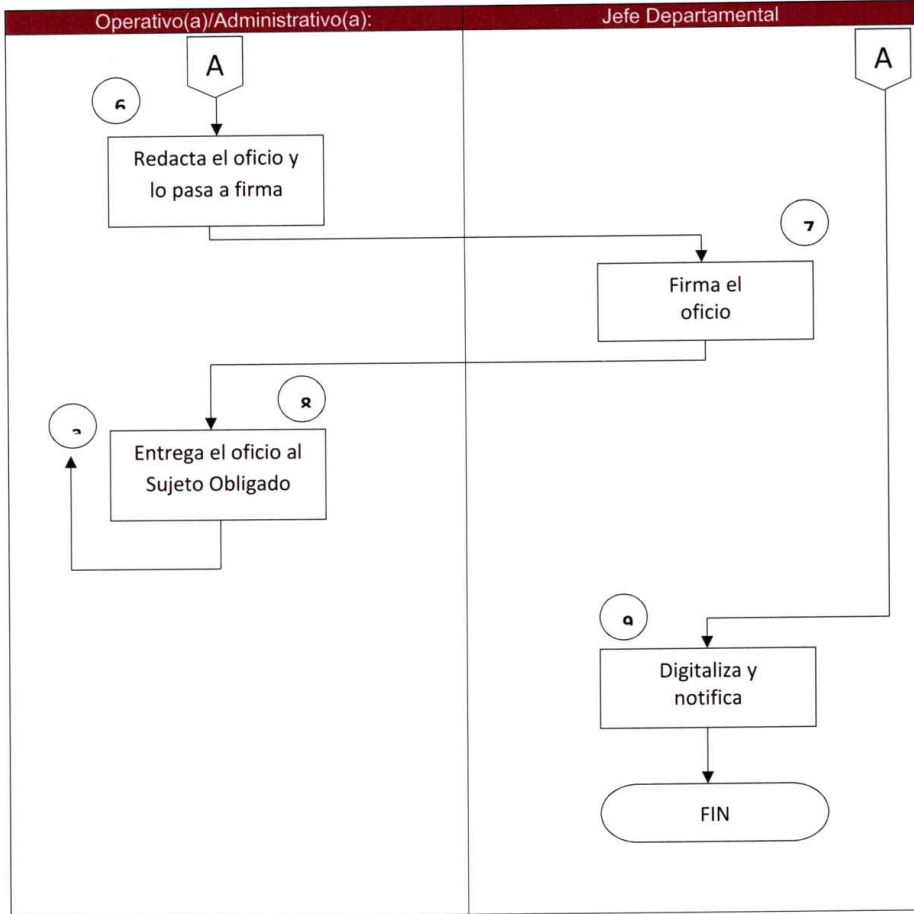 Operativo(a)/Administrativo(a):
Jefe Departamental
A
A
6
Redacta el oficio y
lo pasa a firma
7
Firma el
oficio
8
Entrega el oficio al
Sujeto Obligado
9
Digitaliza y
notifica
FIN